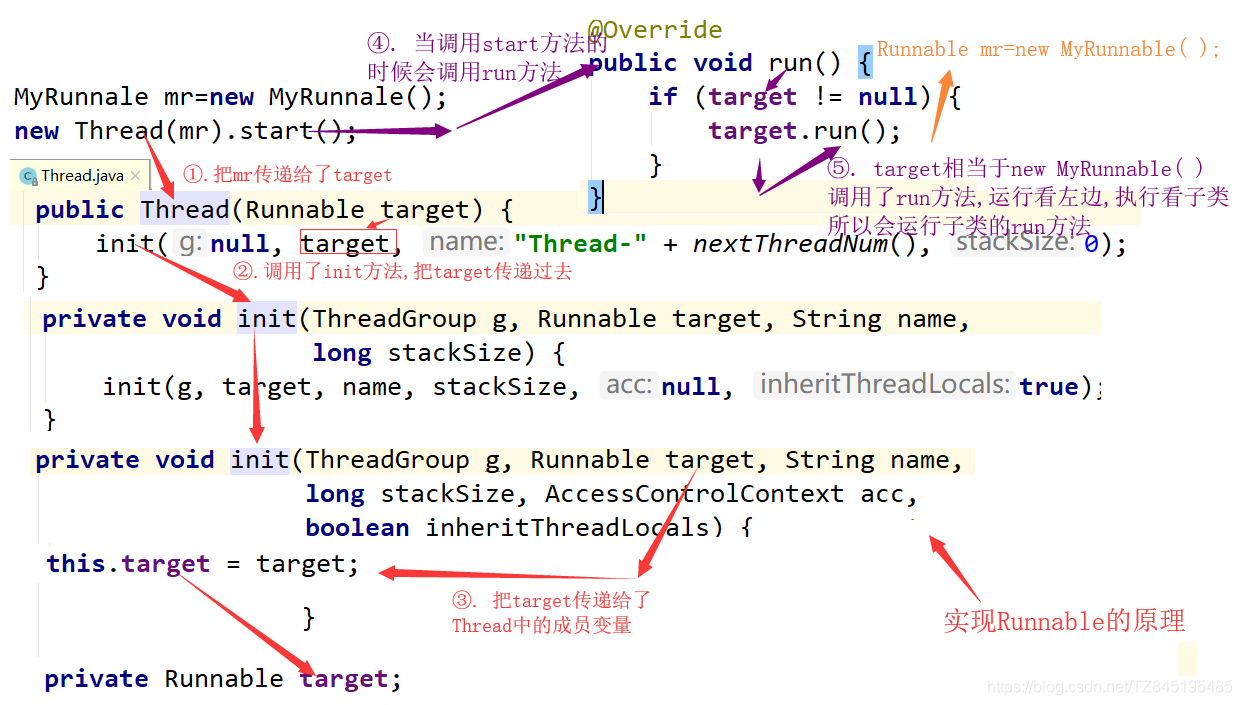 @Override
④. 当调用start方法的
时候会调用run方法
public void run() {
Runnable mr=new MyRunnable( );
MyRunnale mr=new MyRunnale();
if (target != null) {
new Thread(mr).start();
target.run();
}
}
⑤. target相当于new MyRunnable( )
调用了run方法,运行看左边,执行看子类
所以会运行子类的run方法
Thread.java ×
①.把mr传递给了target
public Thread(Runnable target) {
init( g: null, target, name: "Thread-" + nextThreadNum(), stackSize: 0);
②.调用了init方法,把target传递过去
}
private void init(ThreadGroup g, Runnable target, String name,
long stackSize) {
init(g, target, name, stackSize, acc: null, inheritThreadLocals: true);
}
private void init(ThreadGroup g, Runnable target, String name,
long stackSize, AccessControlContext acc,
boolean inheritThreadLocals) {
this.target = target;
③. 把target传递给了
Thread中的成员变量
}
实现Runnable的原理
private Runnable target;
https://blog.csdn.net/TZ845195485